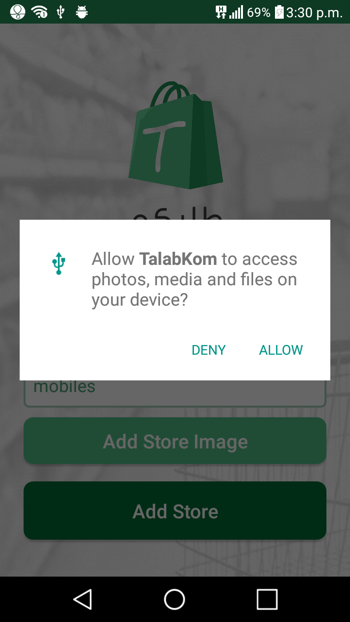 69% 3:30 p.m.
T
Allow TalabKom to access
photos, media and files on
your device?
DENY ALLOW
mobiles
Add Store Image
Add Store